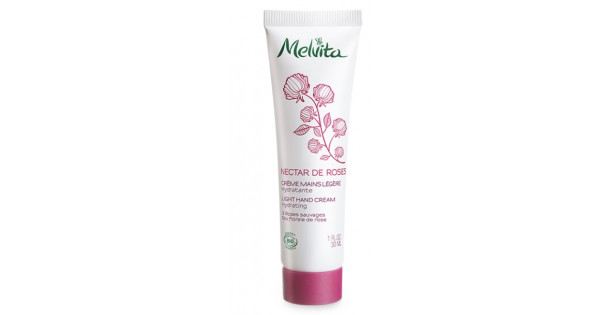 Melvita
NECTAR DE ROSES
CRÈME MAINS LÉGÈRE
Hydratante
LIGHT HAND CREAM
Hydrating
3 Roses sauvages
Eau florale de rose
BIO
1 FL.OZ.
30 ML